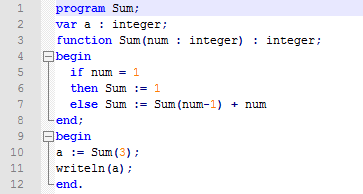 1 program Sum;
2 var a : integer;
3 function Sum(num : integer) : integer;
4 begin
5 if num = 1
6 then Sum := 1
7 else Sum := Sum(num-1) + num
8 end;
9 begin
10 a := Sum(3);
11 writeln(a);
12 end.